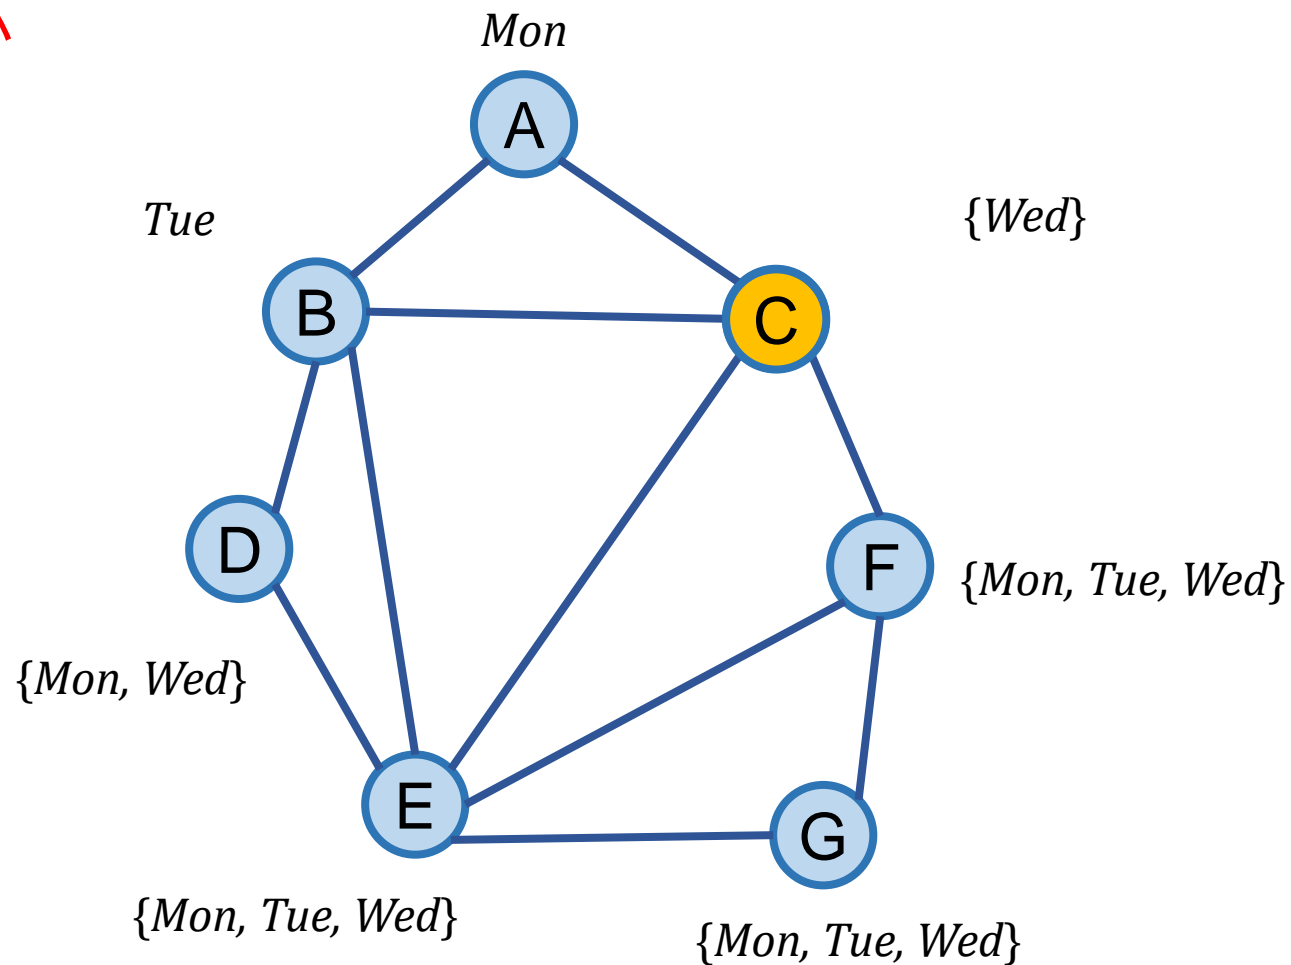 Mon
A
Tue
{Wed}
B
C
D
F
{Mon, Tue, Wed}
{Mon, Wed}
E
G
{Mon, Tue, Wed}
{Mon, Tue, Wed}